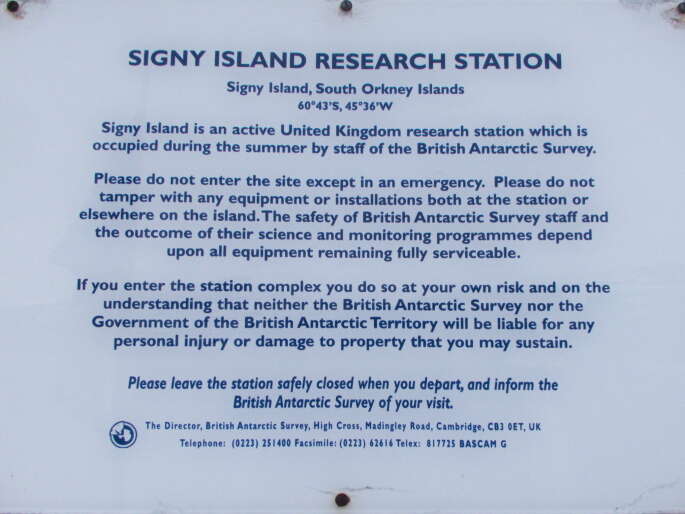 SIGNY ISLAND RESEARCH STATION
Signy Island, South Orkney Islands
60°43'S, 45°36'W
Signy Island is an active United Kingdom research station which is
occupied during the summer by staff of the British Antarctic Survey.
Please do not enter the site except in an emergency. Please do not
tamper with any equipment or installations both at the station or
elsewhere on the island. The safety of British Antarctic Survey staff and
the outcome of their science and monitoring programmes depend
upon all equipment remaining fully serviceable.
If you enter the station complex you do so at your own risk and on the
understanding that neither the British Antarctic Survey nor the
Government of the British Antarctic Territory will be liable for any
personal injury or damage to property that you may sustain.
Please leave the station safely closed when you depart, and inform the
British Antarctic Survey of your visit.
The Director, British Antarctic Survey, High Cross, Madingley Road, Cambridge, CB3 0ET, UK
Telephone: (0223) 251400 Facsimile: (0223) 62616 Telex: 817725 BASCAM G